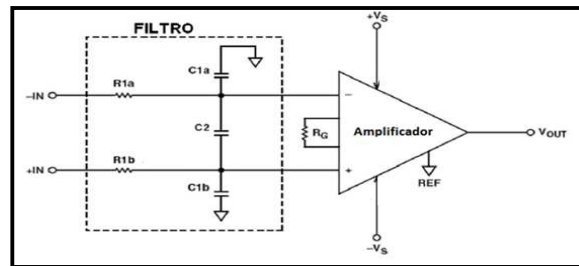 FILTRO
+VS
C1a
R1a
–IN
C2
RG
Amplificador
VOUT
R1b
+IN
C1b
REF
–VS